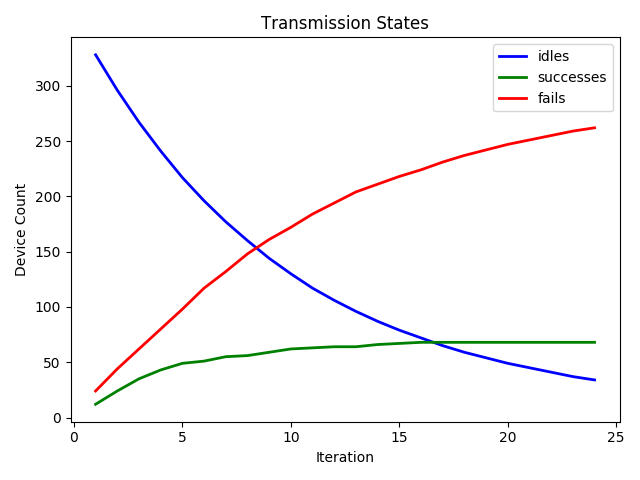 Transmission States
idles
successes
fails
Device Count
300
250
200
150
100
50
0
0 5 10 15 20 25
Iteration